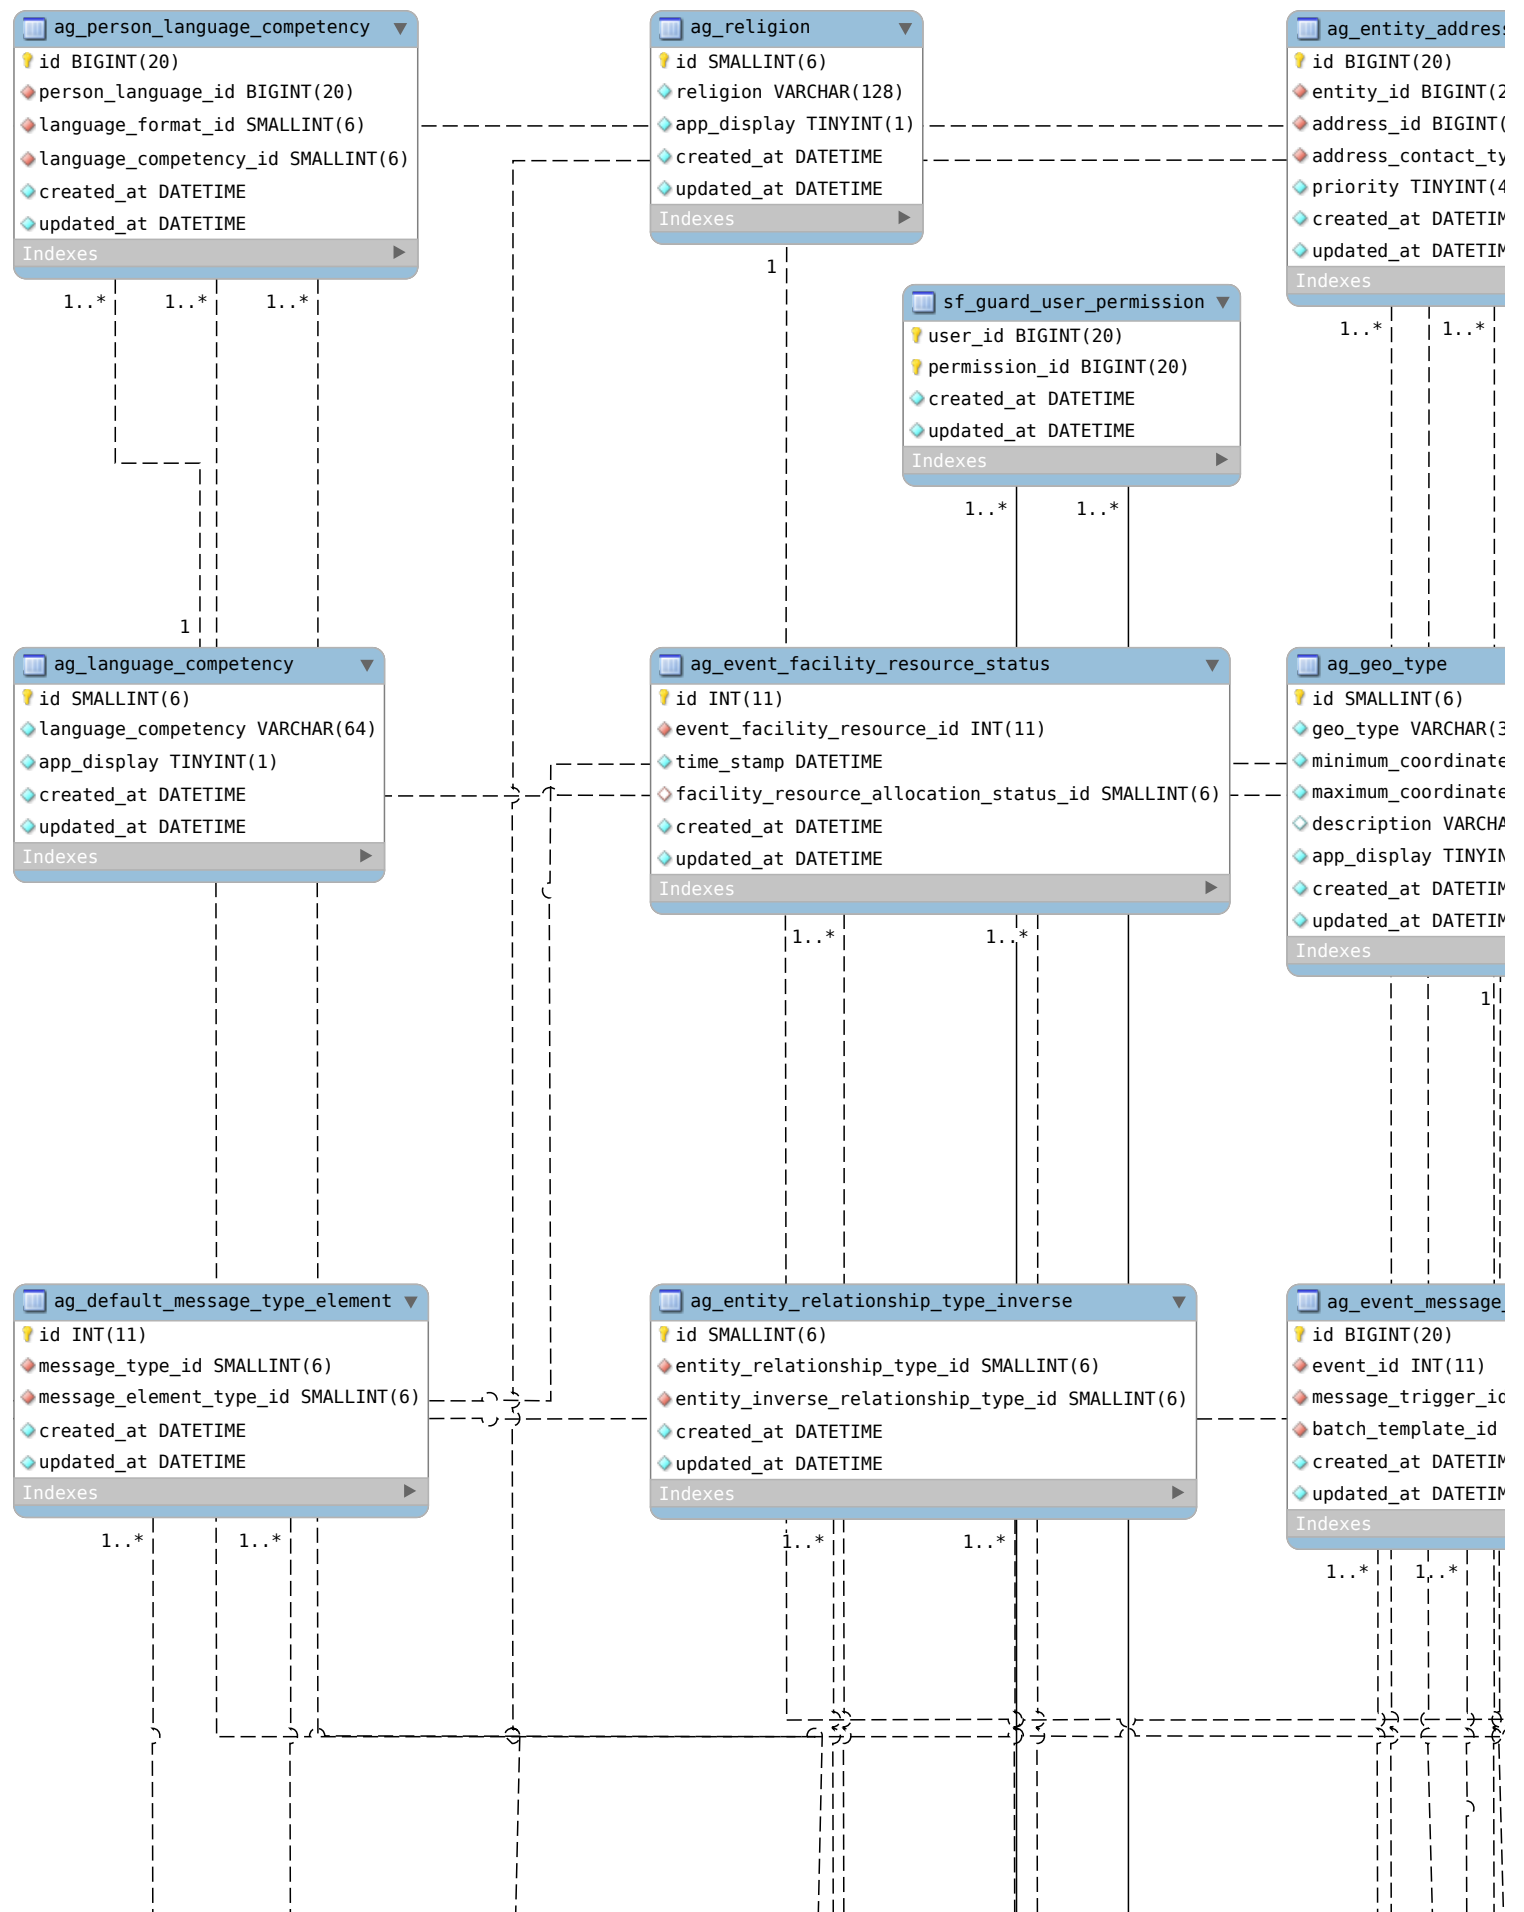 ag_person_language_competency
id BIGINT(20)
person_language_id BIGINT(20)
language_format_id SMALLINT(6)
language_competency_id SMALLINT(6)
created_at DATETIME
updated_at DATETIME
Indexes
1..*
1..*
1..*
1
ag_religion
id SMALLINT(6)
religion VARCHAR(128)
app_display TINYINT(1)
created_at DATETIME
updated_at DATETIME
Indexes
1
ag_entity_address
id BIGINT(20)
entity_id BIGINT(2
address_id BIGINT(
address_contact_ty
priority TINYINT(4
created_at DATETIM
updated_at DATETIM
Indexes
1..*
1..*
sf_guard_user_permission
user_id BIGINT(20)
permission_id BIGINT(20)
created_at DATETIME
updated_at DATETIME
Indexes
1..*
1..*
ag_language_competency
id SMALLINT(6)
language_competency VARCHAR(64)
app_display TINYINT(1)
created_at DATETIME
updated_at DATETIME
Indexes
ag_event_facility_resource_status
id INT(11)
event_facility_resource_id INT(11)
time_stamp DATETIME
facility_resource_allocation_status_id SMALLINT(6)
created_at DATETIME
updated_at DATETIME
Indexes
1..*
1..*
ag_geo_type
id SMALLINT(6)
geo_type VARCHAR(3
minimum_coordinate
maximum_coordinate
description VARCHA
app_display TINYIN
created_at DATETIM
updated_at DATETIM
Indexes
1
ag_default_message_type_element
id INT(11)
message_type_id SMALLINT(6)
message_element_type_id SMALLINT(6)
created_at DATETIME
updated_at DATETIME
Indexes
1..*
1..*
ag_entity_relationship_type_inverse
id SMALLINT(6)
entity_relationship_type_id SMALLINT(6)
entity_inverse_relationship_type_id SMALLINT(6)
created_at DATETIME
updated_at DATETIME
Indexes
1..*
1..*
ag_event_message_
id BIGINT(20)
event_id INT(11)
message_trigger_id
batch_template_id
created_at DATETIM
updated_at DATETIM
Indexes
1..*
1..*